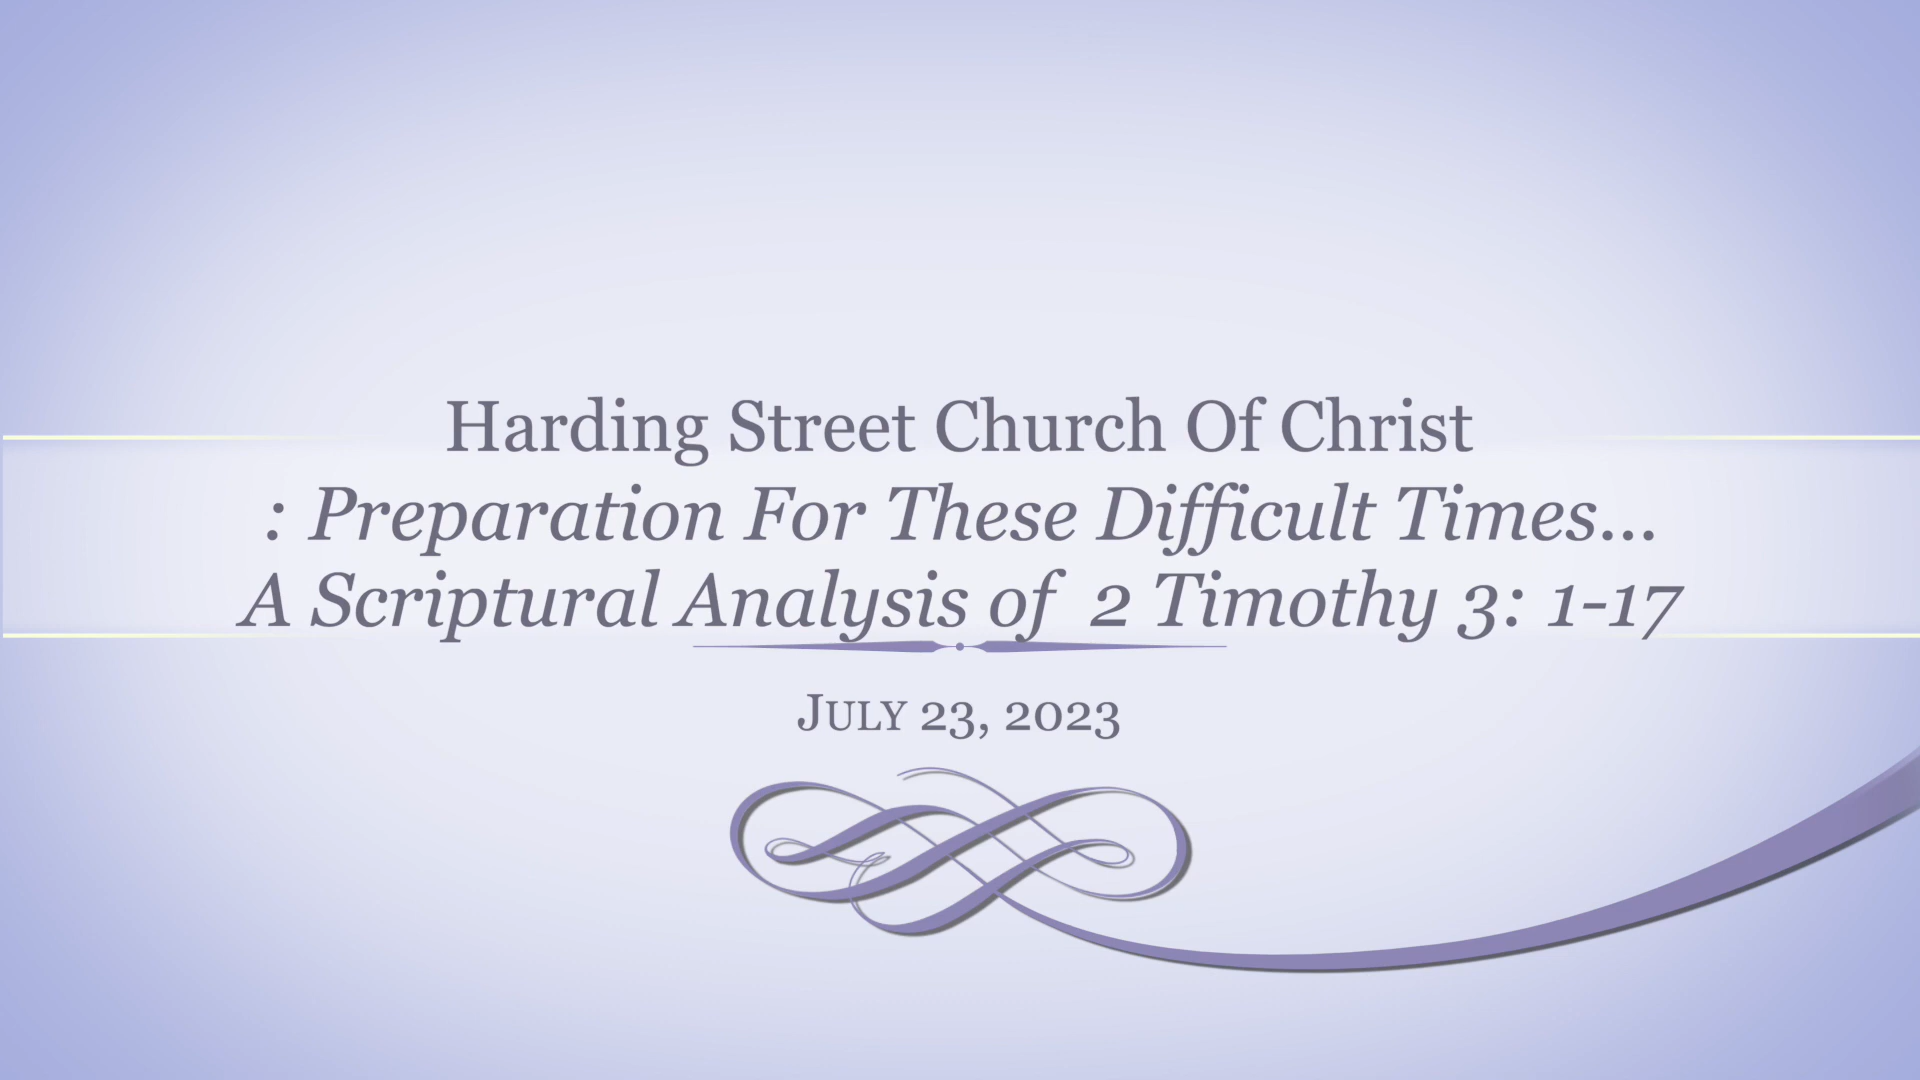 Harding Street Church Of Christ
: Preparation For These Difficult Times...
A Scriptural Analysis of  2 Timothy 3: 1-17
July 23, 2023